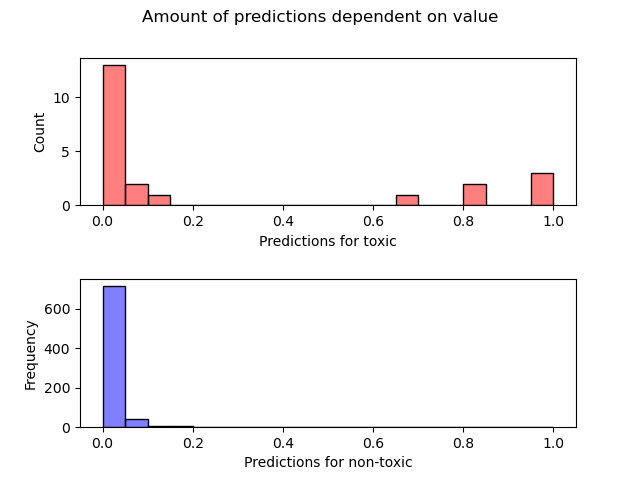 Amount of predictions dependent on value
10
5
0
Count
0.0 0.2 0.4 0.6 0.8 1.0
Predictions for toxic
600
400
200
0
Frequency
0.0 0.2 0.4 0.6 0.8 1.0
Predictions for non-toxic